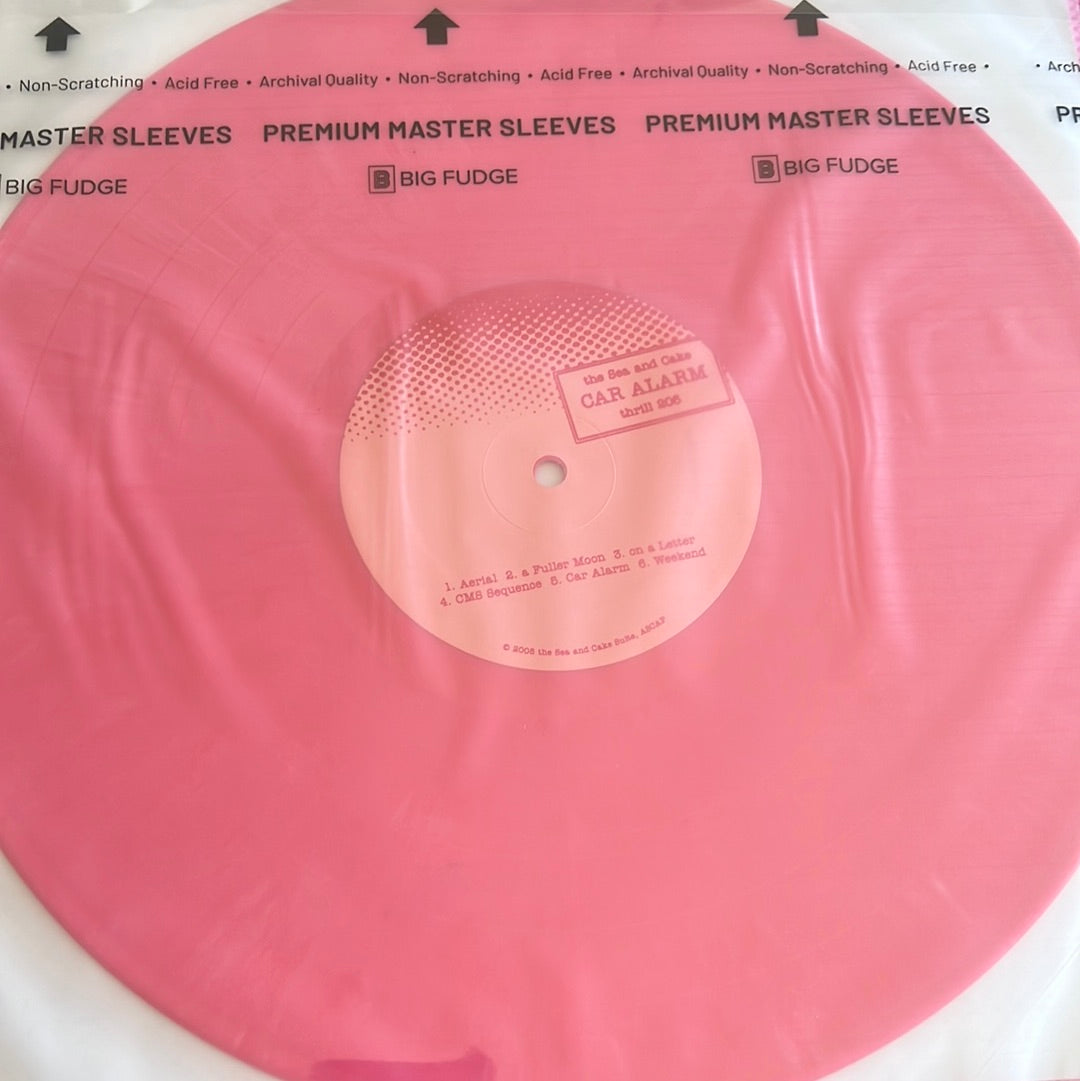 • Non-Scratching • Acid Free • Archival Quality • Non-Scratching • Acid Free • Archival Quality • Non-Scratching • Acid Free •
• Arch
MASTER SLEEVES PREMIUM MASTER SLEEVES PREMIUM MASTER SLEEVES PR
BIG FUDGE B BIG FUDGE B BIG FUDGE
the Sea and Cake
CAR ALARM
thrill 206
1. Aerial 2. a Fuller Moon 3. on a Letter
4. CMS Sequence 5. Car Alarm 6. Weekend
© 2008 the Sea and Cake Suite, ASCAP